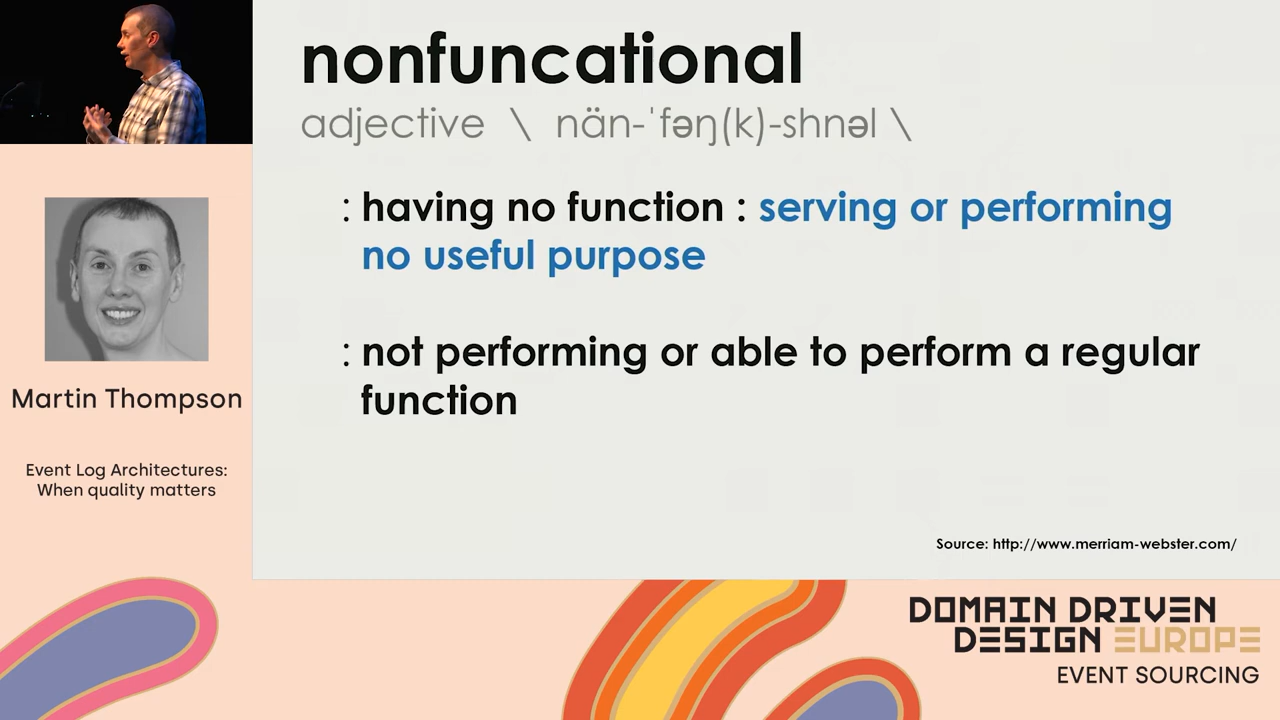 nonfuncational
adjective \ nän-ˈfəŋ(k)-shnəl \
: having no function : serving or performing
no useful purpose
: not performing or able to perform a regular
function
Source: http://www.merriam-webster.com/
Martin Thompson
Event Log Architectures:
When quality matters
DOMAIN DRIVEN
DESIGN EUROPE
EVENT SOURCING